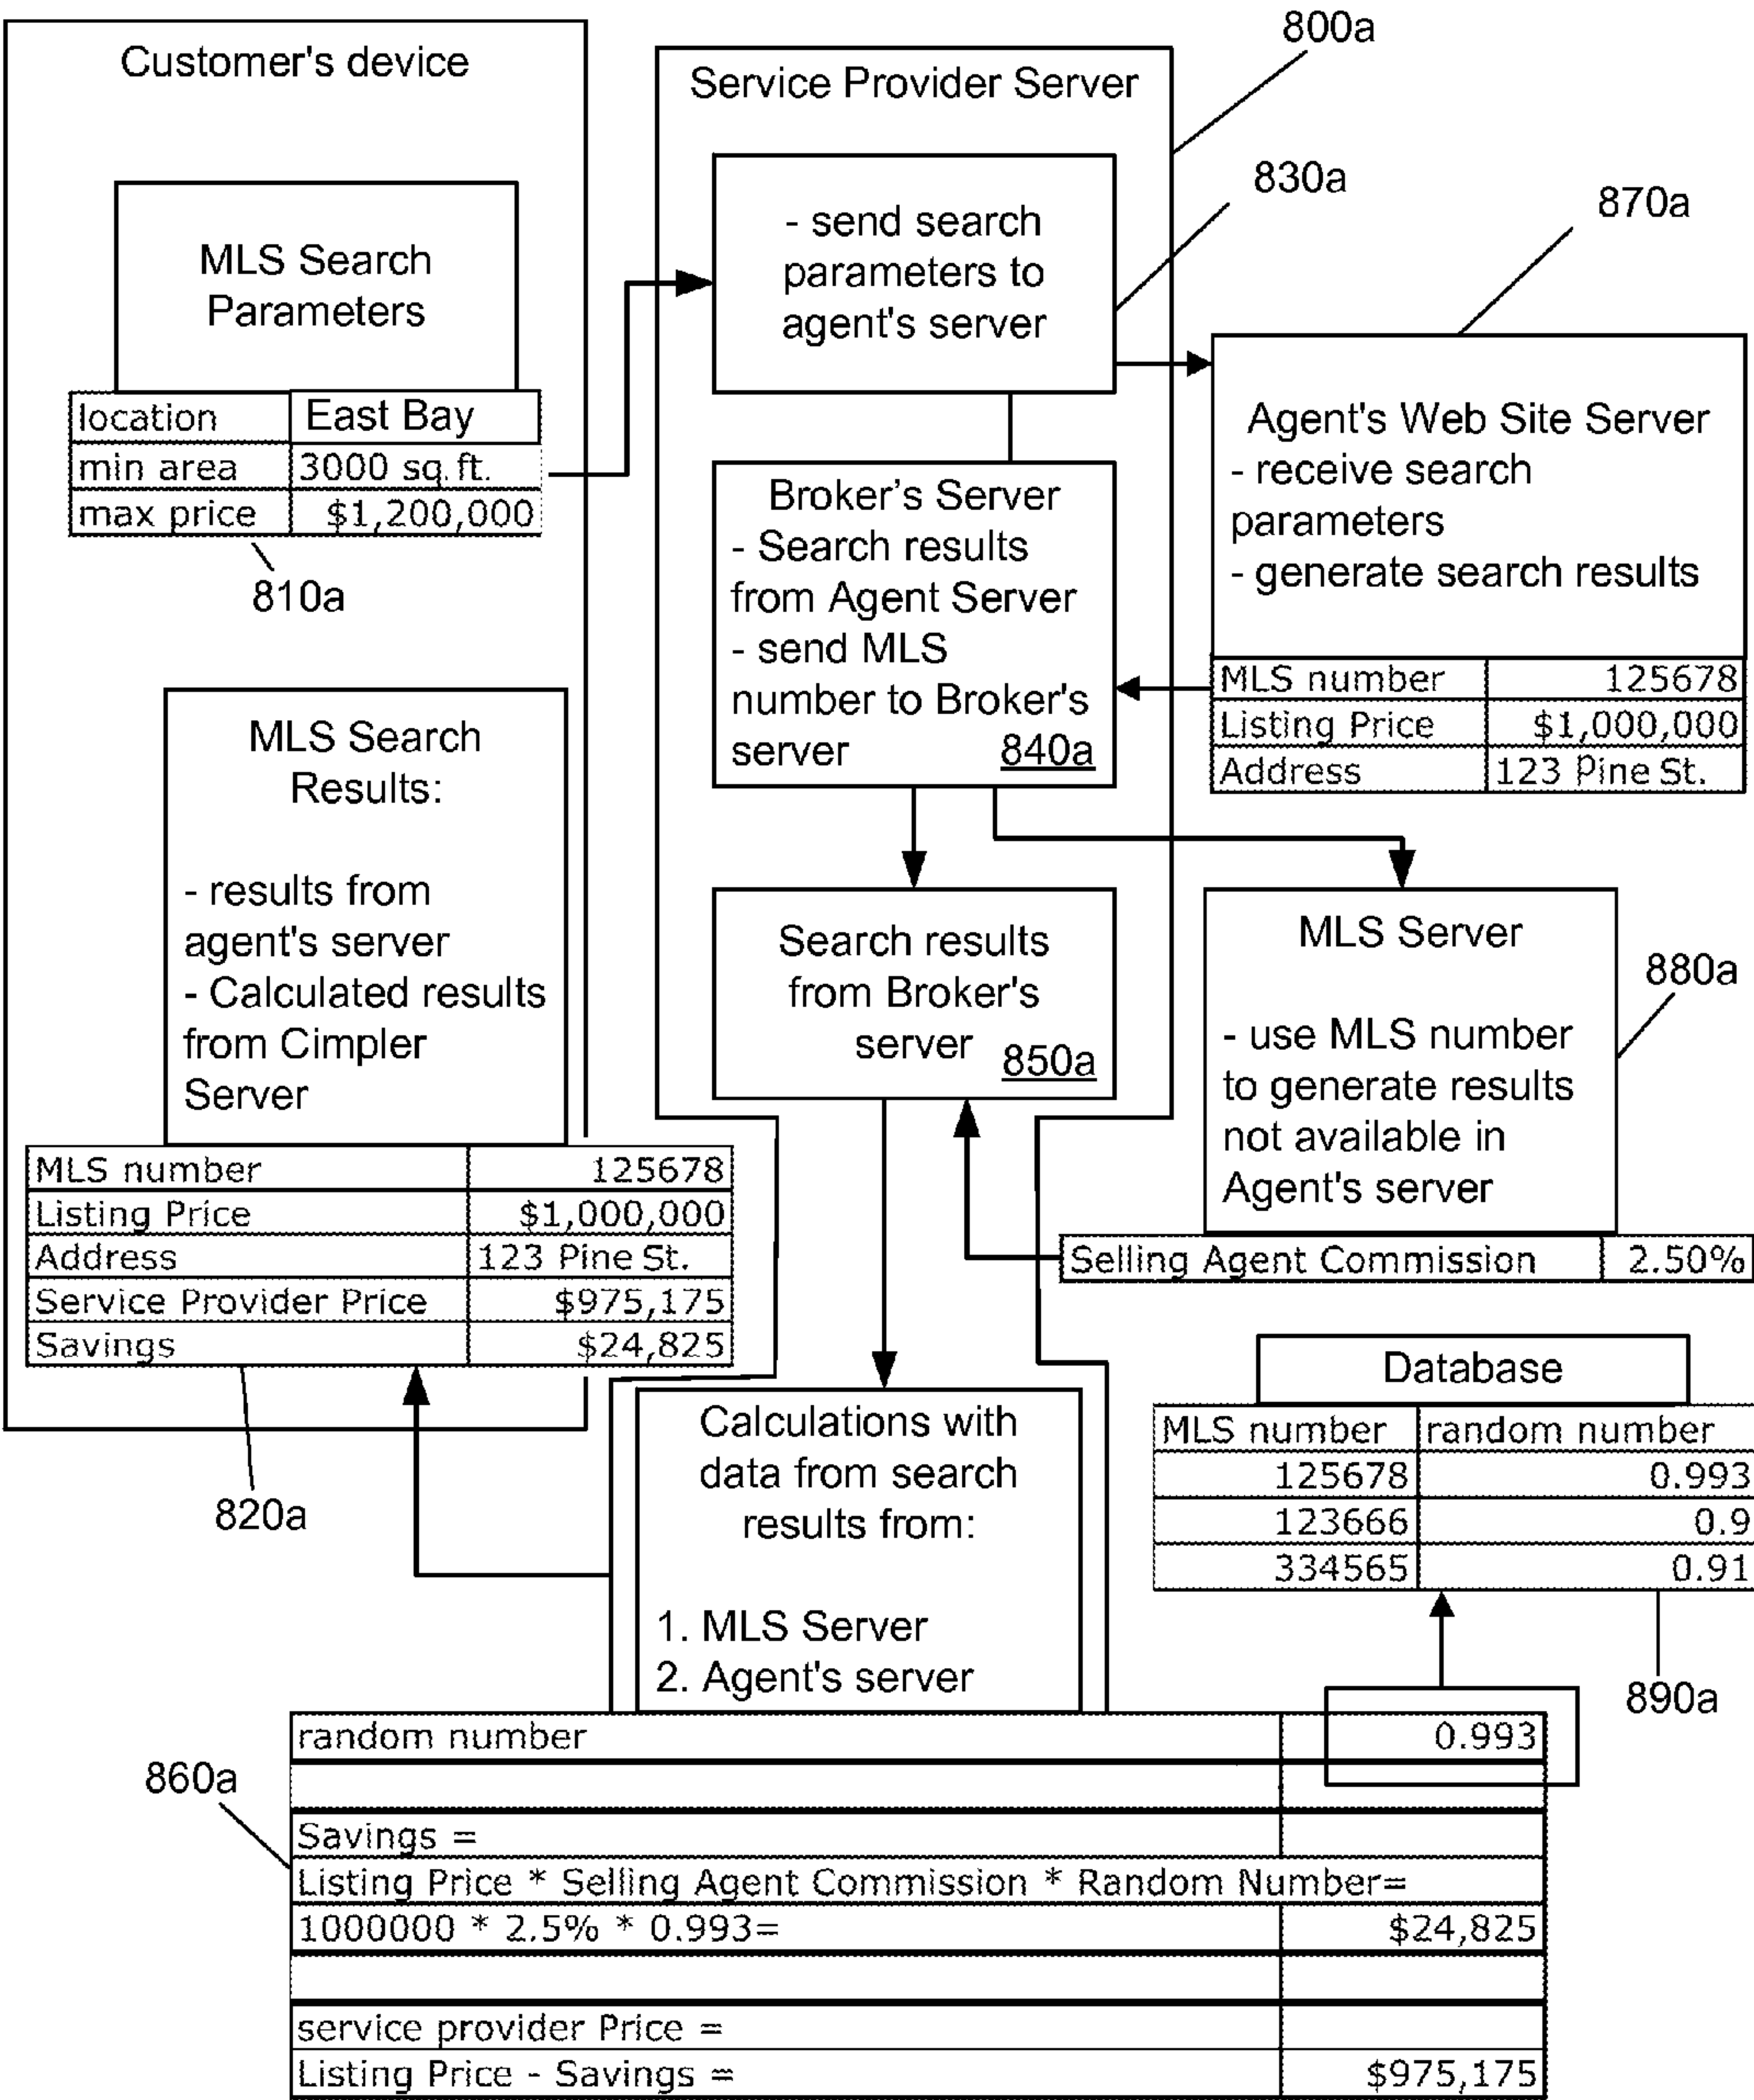 800a
Customer's device
Service Provider Server
830a
870a
MLS Search
Parameters
location East Bay
min area 3000 sq.ft.
max price $1,200,000
810a
- send search
parameters to
agent's server
Agent's Web Site Server
- receive search
parameters
- generate search results
MLS number 125678
Listing Price $1,000,000
Address 123 Pine St.
Broker's Server
- Search results
from Agent Server
- send MLS
number to Broker's
server 840a
MLS Search
Results:
- results from
agent's server
- Calculated results
from Cimpler
Server
MLS number 125678
Listing Price $1,000,000
Address 123 Pine St.
Service Provider Price $975,175
Savings $24,825
820a
Search results
from Broker's
server 850a
MLS Server
- use MLS number
to generate results
not available in
Agent's server
880a
Selling Agent Commission 2.50%
Database
MLS number random number
125678 0.993
123666 0.9
334565 0.91
890a
Calculations with
data from search
results from:
1. MLS Server
2. Agent's server
860a
random number 0.993
Savings =
Listing Price * Selling Agent Commission * Random Number=
1000000 * 2.5% * 0.993= $24,825
service provider Price =
Listing Price - Savings = $975,175